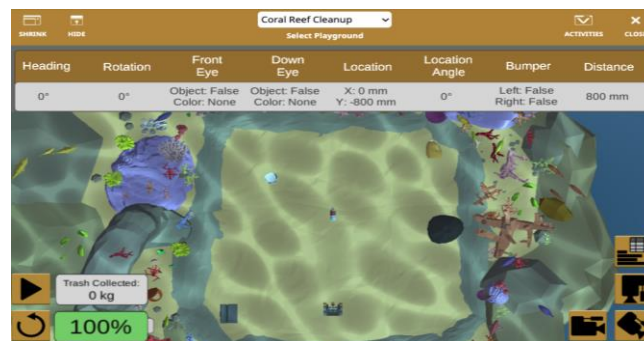 SHRINK
HIDE
Coral Reef Cleanup
Select Playground
ACTIVITIES
CLOSE
Heading
Rotation
Front
Eye
Down
Eye
Location
Location
Angle
Bumper
Distance
0°
0°
Object: False
Color: None
Object: False
Color: None
X: 0 mm
Y: -800 mm
0°
Left: False
Right: False
800 mm
Trash Collected:
0 kg
100%